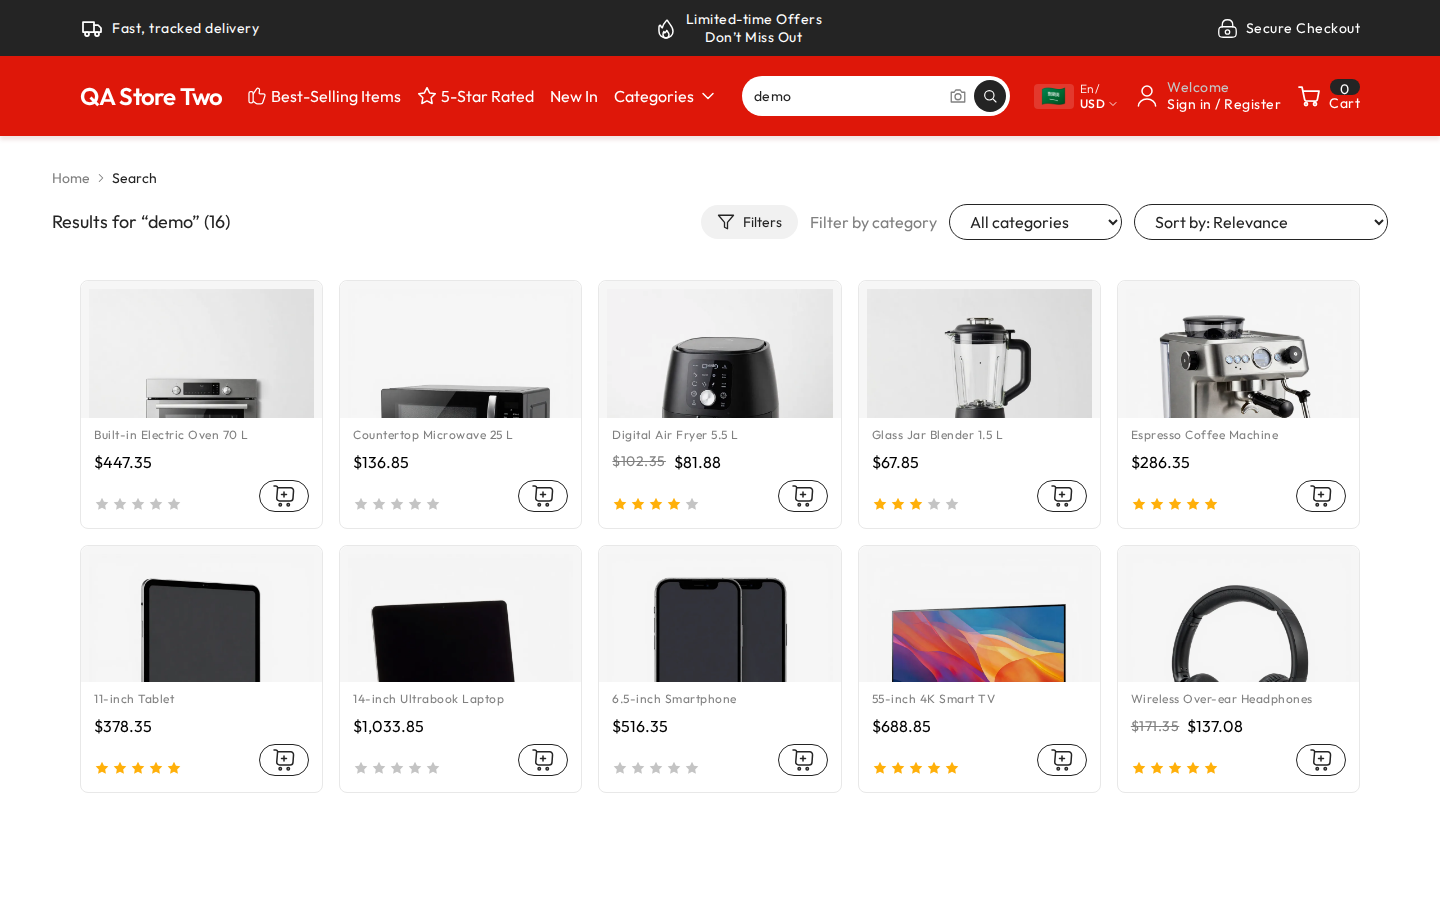 Fast, tracked delivery
Limited-time Offers
Don't Miss Out
Secure Checkout
QA Store Two
Best-Selling Items
5-Star Rated
New In
Categories
demo
En/
USD
Welcome
Sign in / Register
0
Cart
Home
Search
Results for “demo” (16)
Filters
Filter by category
All categories
Sort by: Relevance
Built-in Electric Oven 70 L
$447.35
Countertop Microwave 25 L
$136.85
Digital Air Fryer 5.5 L
$102.35 $81.88
Glass Jar Blender 1.5 L
$67.85
Espresso Coffee Machine
$286.35
11-inch Tablet
$378.35
14-inch Ultrabook Laptop
$1,033.85
6.5-inch Smartphone
$516.35
55-inch 4K Smart TV
$688.85
Wireless Over-ear Headphones
$171.35 $137.08